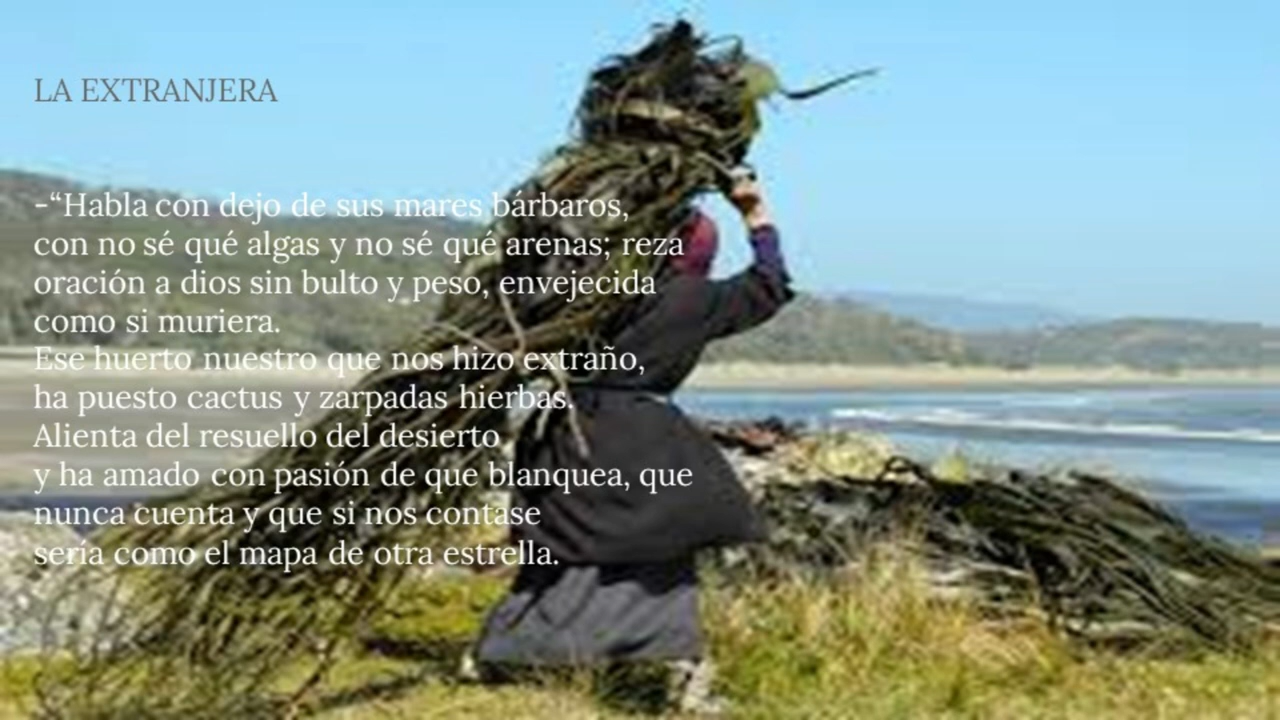 LA EXTRANJERA
-“Habla con dejo de sus mares bárbaros,
con no sé qué algas y no sé qué arenas; reza
oración a dios sin bulto y peso, envejecida
como si muriera.
Ese huerto nuestro que nos hizo extraño,
ha puesto cactus y zarpadas hierbas.
Alienta del resuello del desierto
y ha amado con pasión de que blanquea, que
nunca cuenta y que si nos contase
sería como el mapa de otra estrella.